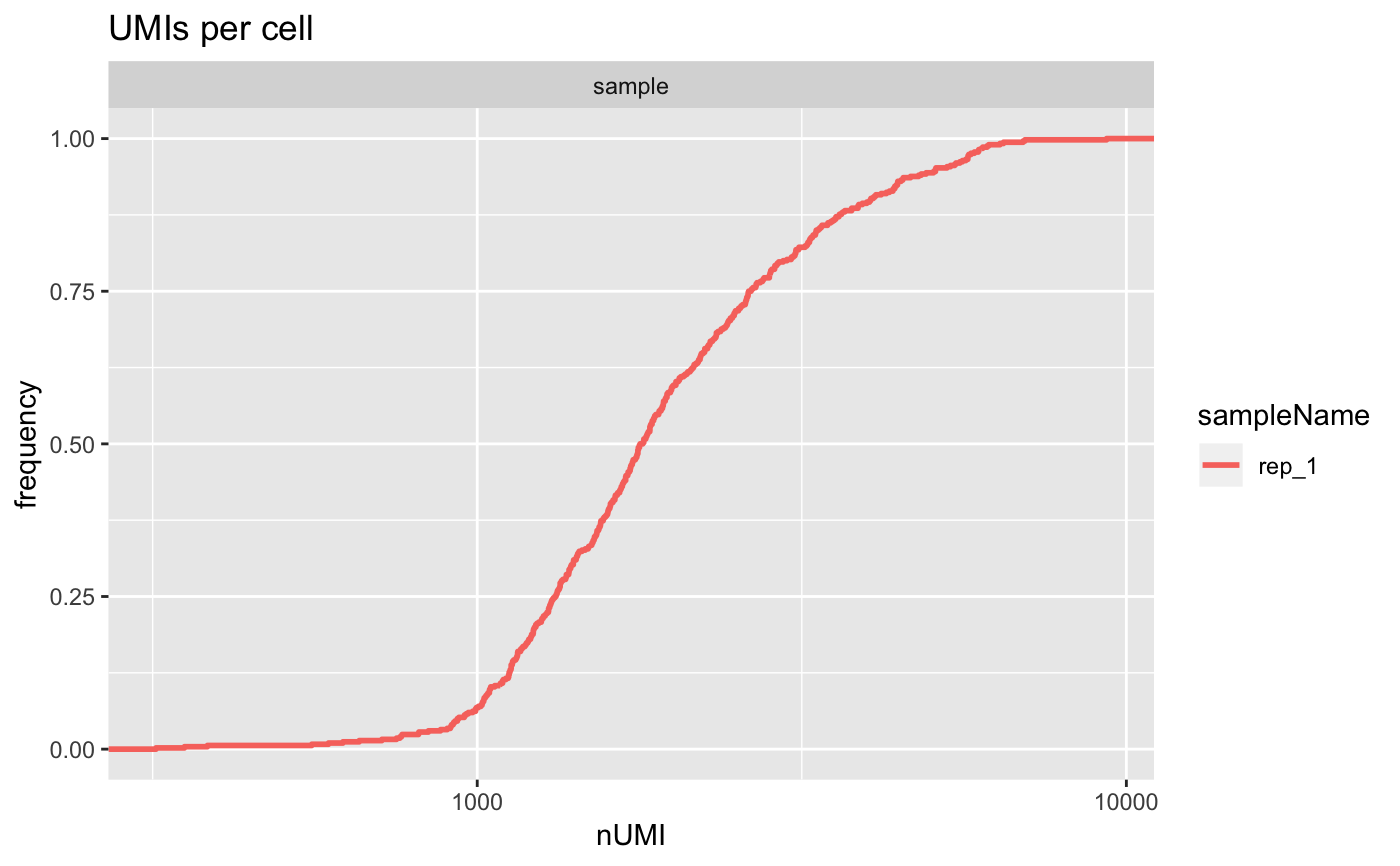 UMIs per cell
sample
1.00
0.75
0.50
0.25
0.00
frequency
1000
10000
nUMI
sampleName
rep_1